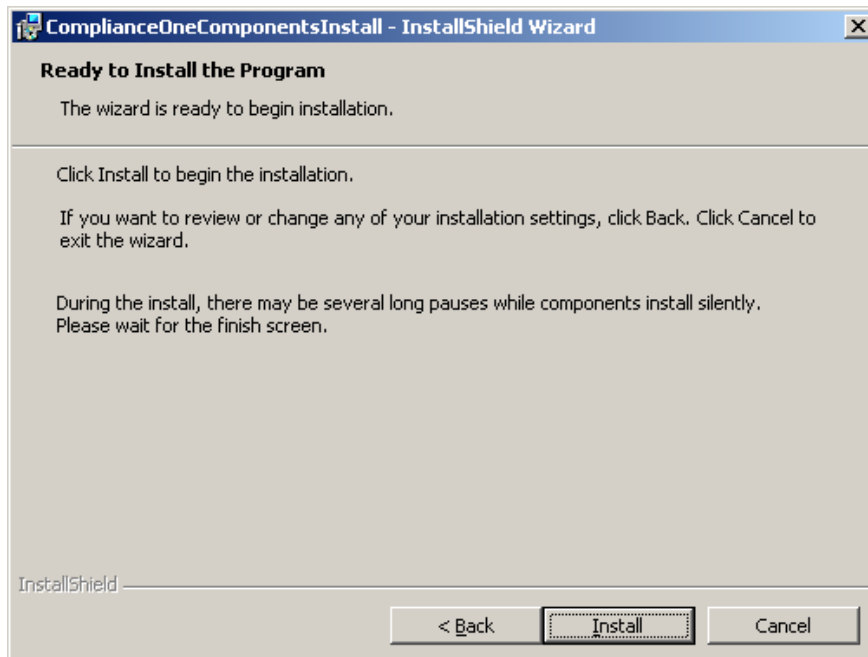 ComplianceOneComponentsInstall - InstallShield Wizard
Ready to Install the Program
The wizard is ready to begin installation.
Click Install to begin the installation.
If you want to review or change any of your installation settings, click Back. Click Cancel to
exit the wizard.
During the install, there may be several long pauses while components install silently.
Please wait for the finish screen.
InstallShield
< Back
Install
Cancel